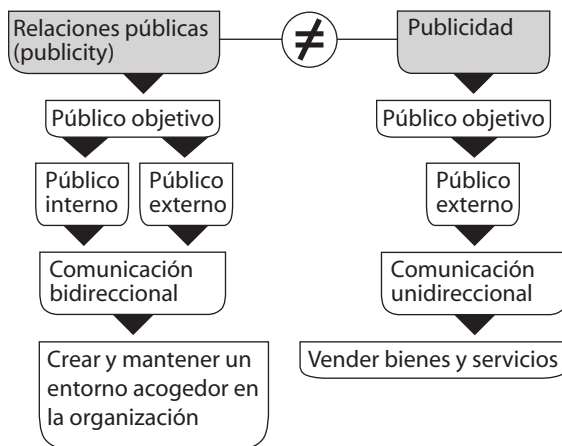 Relaciones públicas
(publicity)
≠
Publicidad
Público objetivo
Público objetivo
Público
interno
Público
externo
Público
externo
Comunicación
bidireccional
Comunicación
unidireccional
Crear y mantener un
entorno acogedor en
la organización
Vender bienes y servicios